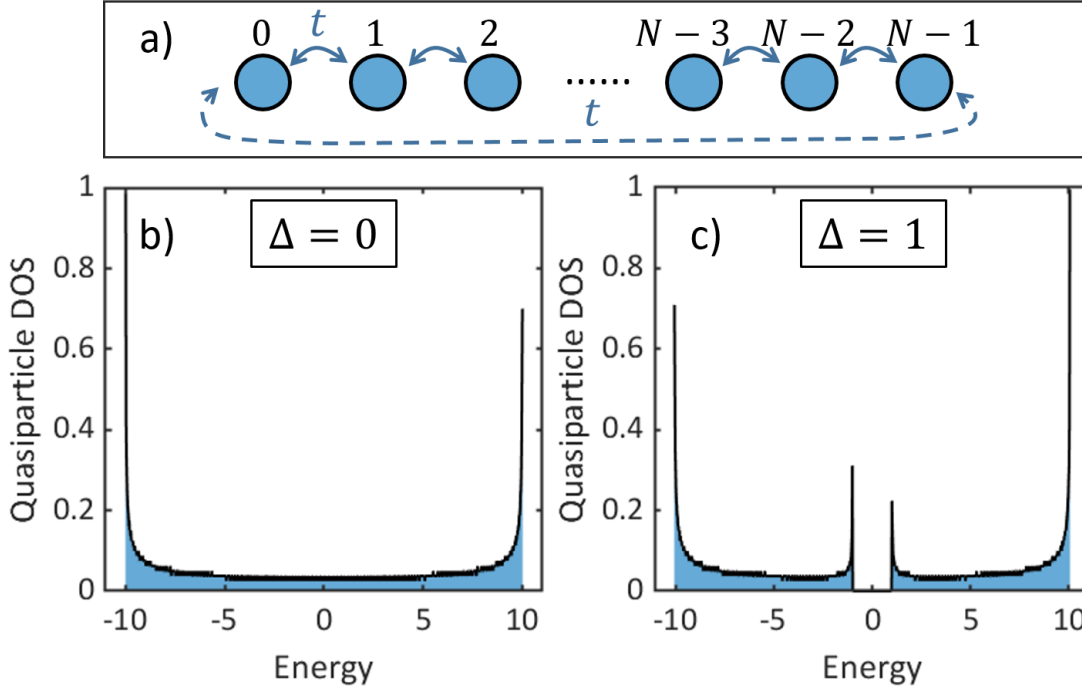 a)
0 t 1 2 N − 3 N − 2 N − 1
......
t
b) Δ = 0
Quasiparticle DOS
1
0.8
0.6
0.4
0.2
0
-10 -5 0 5 10
Energy
c) Δ = 1
Quasiparticle DOS
1
0.8
0.6
0.4
0.2
0
-10 -5 0 5 10
Energy